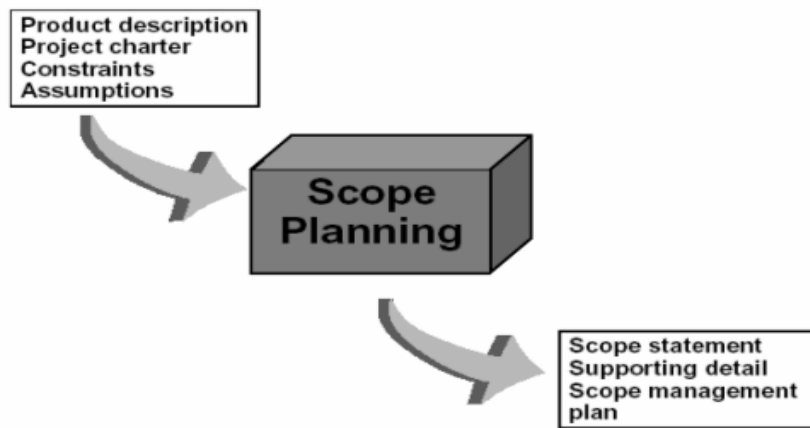 Product description
Project charter
Constraints
Assumptions
Scope
Planning
Scope statement
Supporting detail
Scope management
plan